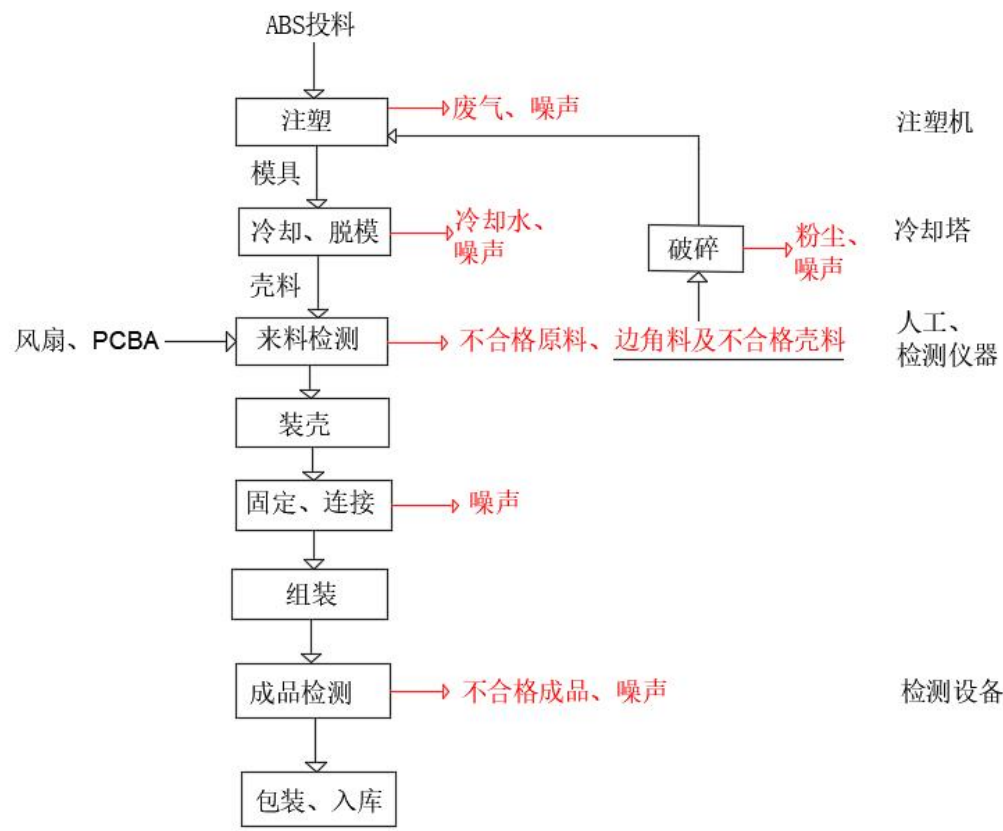 ABS投料
注塑
废气、噪声
注塑机
模具
冷却、脱模
冷却水、
噪声
破碎
粉尘、
噪声
冷却塔
壳料
风扇、PCBA
来料检测
不合格原料、边角料及不合格壳料
人工、
检测仪器
装壳
固定、连接
噪声
组装
成品检测
不合格成品、噪声
检测设备
包装、入库